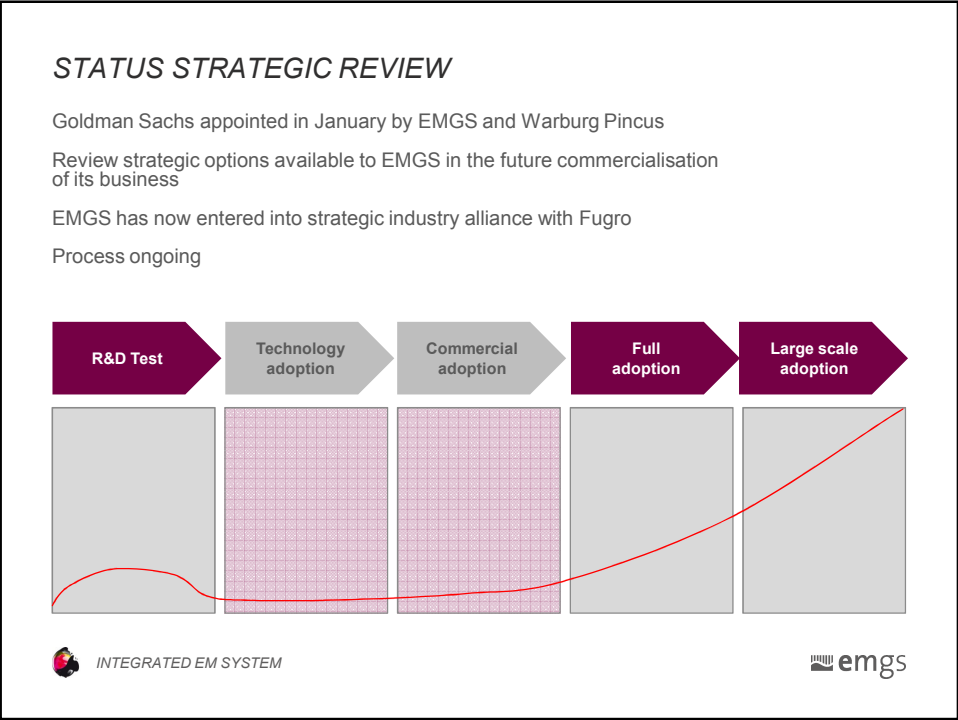 STATUS STRATEGIC REVIEW
Goldman Sachs appointed in January by EMGS and Warburg Pincus
Review strategic options available to EMGS in the future commercialisation
of its business
EMGS has now entered into strategic industry alliance with Fugro
Process ongoing
R&D Test
Technology
adoption
Commercial
adoption
Full
adoption
Large scale
adoption
INTEGRATED EM SYSTEM
emgs